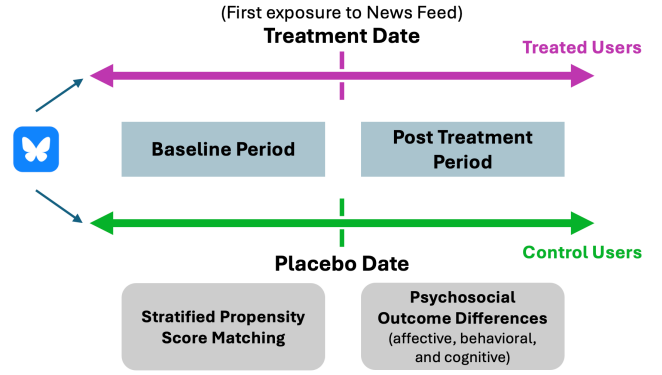 (First exposure to News Feed)
Treatment Date
Treated Users
Baseline Period
Post Treatment
Period
Control Users
Placebo Date
Stratified Propensity
Score Matching
Psychosocial
Outcome Differences
(affective, behavioral,
and cognitive)